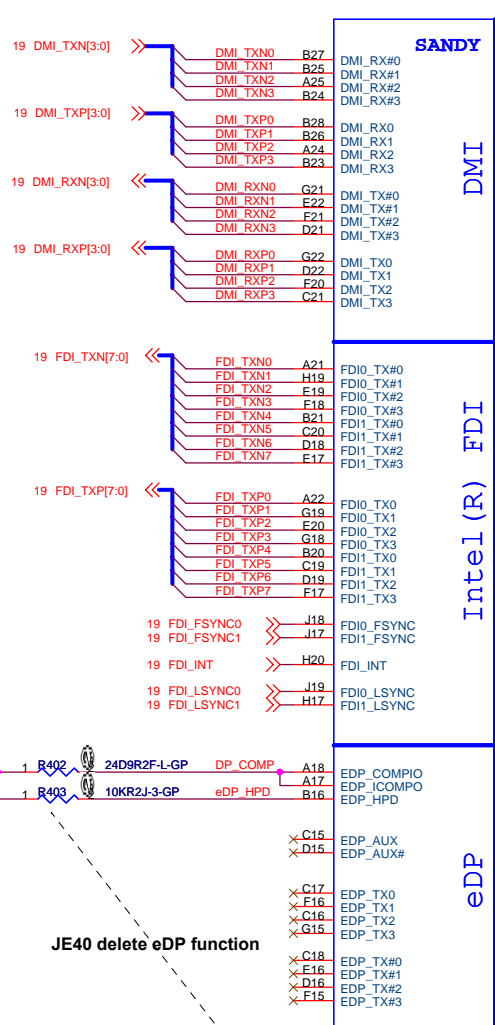 SANDY
19 DMI_TXN[3:0]
DMI_TXN0 B27 DMI_RX#0
DMI_TXN1 B25 DMI_RX#1
DMI_TXN2 A25 DMI_RX#2
DMI_TXN3 B24 DMI_RX#3
19 DMI_TXP[3:0]
DMI_TXP0 B28 DMI_RX0
DMI_TXP1 B26 DMI_RX1
DMI_TXP2 A24 DMI_RX2
DMI_TXP3 B23 DMI_RX3
DMI
19 DMI_RXN[3:0]
DMI_RXN0 G21 DMI_TX#0
DMI_RXN1 E22 DMI_TX#1
DMI_RXN2 F21 DMI_TX#2
DMI_RXN3 D21 DMI_TX#3
19 DMI_RXP[3:0]
DMI_RXP0 G22 DMI_TX0
DMI_RXP1 D22 DMI_TX1
DMI_RXP2 F20 DMI_TX2
DMI_RXP3 C21 DMI_TX3
19 FDI_TXN[7:0]
FDI_TXN0 A21 FDI0_TX#0
FDI_TXN1 H19 FDI0_TX#1
FDI_TXN2 E19 FDI0_TX#2
FDI_TXN3 F18 FDI0_TX#3
FDI_TXN4 B21 FDI1_TX#0
FDI_TXN5 C20 FDI1_TX#1
FDI_TXN6 D18 FDI1_TX#2
FDI_TXN7 E17 FDI1_TX#3
Intel(R) FDI
19 FDI_TXP[7:0]
FDI_TXP0 A22 FDI0_TX0
FDI_TXP1 G19 FDI0_TX1
FDI_TXP2 E20 FDI0_TX2
FDI_TXP3 G18 FDI0_TX3
FDI_TXP4 B20 FDI1_TX0
FDI_TXP5 C19 FDI1_TX1
FDI_TXP6 D19 FDI1_TX2
FDI_TXP7 F17 FDI1_TX3
19 FDI_FSYNC0 J18 FDI0_FSYNC
19 FDI_FSYNC1 J17 FDI1_FSYNC
19 FDI_INT H20 FDI_INT
19 FDI_LSYNC0 J19 FDI0_LSYNC
19 FDI_LSYNC1 H17 FDI1_LSYNC
1 R402 2 24D9R2F-L-GP DP_COMP A18 EDP_COMPIO
A17 EDP_ICOMPO
1 R403 2 10KR2J-3-GP eDP_HPD B16 EDP_HPD
C15 EDP_AUX
D15 EDP_AUX#
eDP
C17 EDP_TX0
F16 EDP_TX1
C16 EDP_TX2
G15 EDP_TX3
JE40 delete eDP function
C18 EDP_TX#0
E16 EDP_TX#1
D16 EDP_TX#2
F15 EDP_TX#3